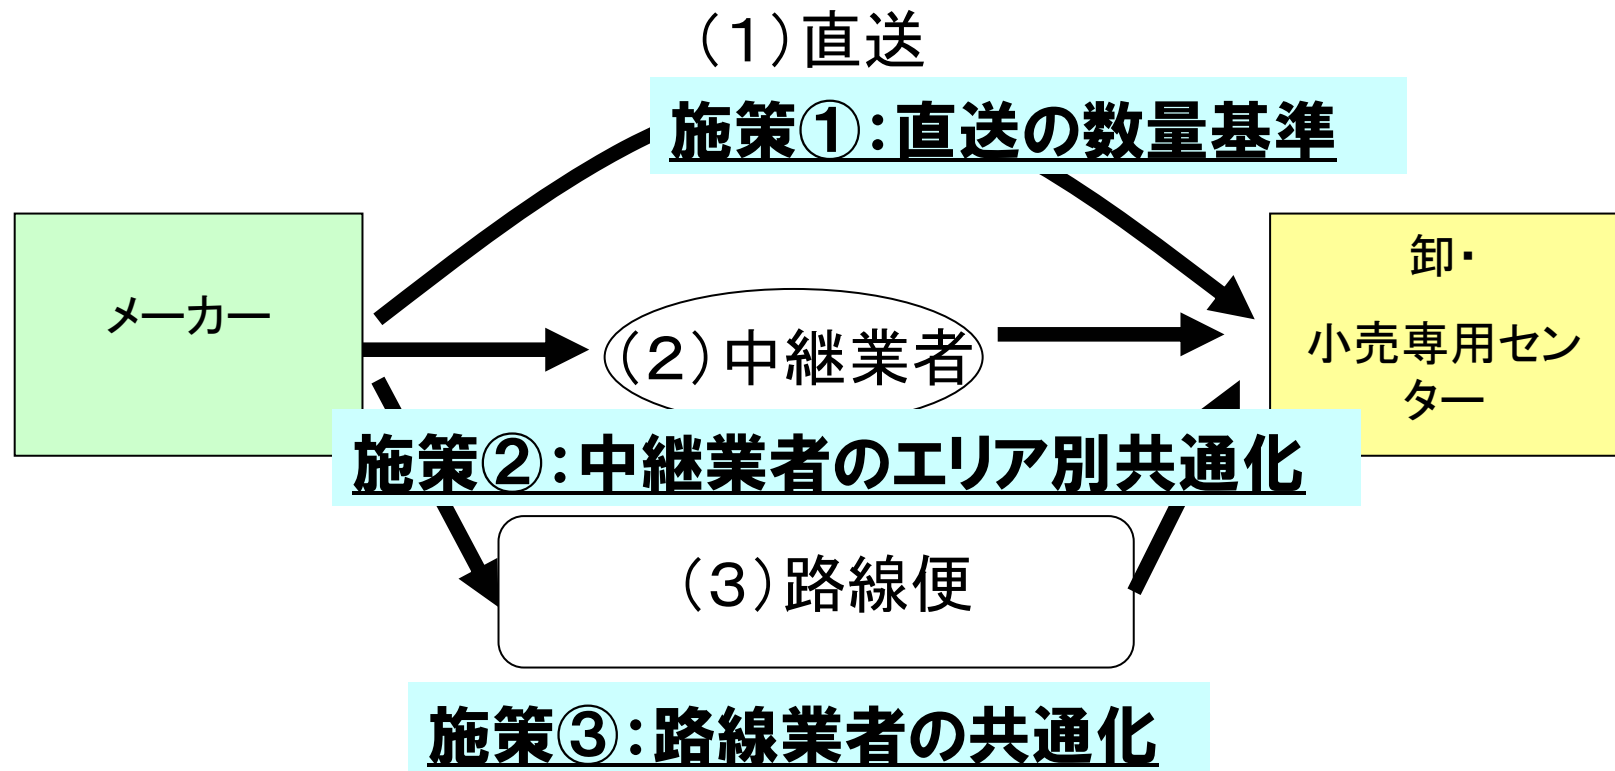 （１）直送
施策①：直送の数量基準
メーカー
卸・
小売専用セン
ター
（２）中継業者
施策②：中継業者のエリア別共通化
（３）路線便
施策③：路線業者の共通化